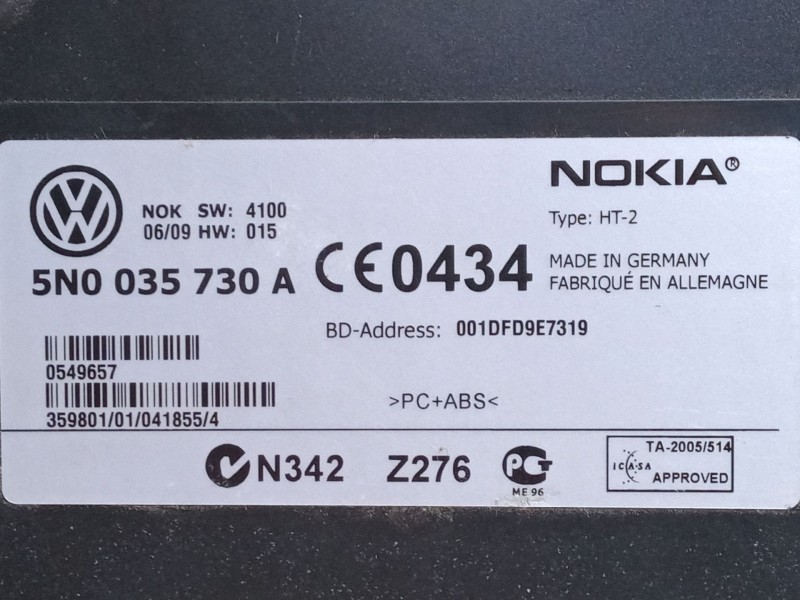 NOKIA®
NOK SW: 4100
06/09 HW: 015
Type: HT-2
5N0 035 730 A
CE0434
MADE IN GERMANY
FABRIQUÉ EN ALLEMAGNE
BD-Address: 001DFD9E7319
0549657
>PC+ABS<
359801/01/041855/4
N342
Z276
PCT
ME 96
ICASA
TA-2005/514
APPROVED